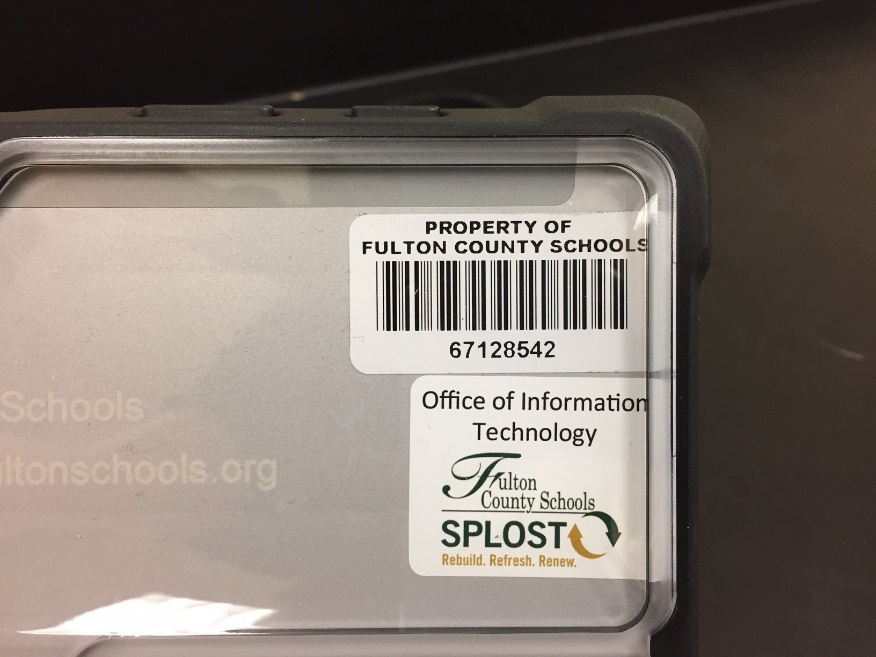 PROPERTY OF
FULTON COUNTY SCHOOLS
67128542
Schools
ultonschools.org
Office of Information
Technology
Fulton
County Schools
SPLOST
Rebuild. Refresh. Renew.